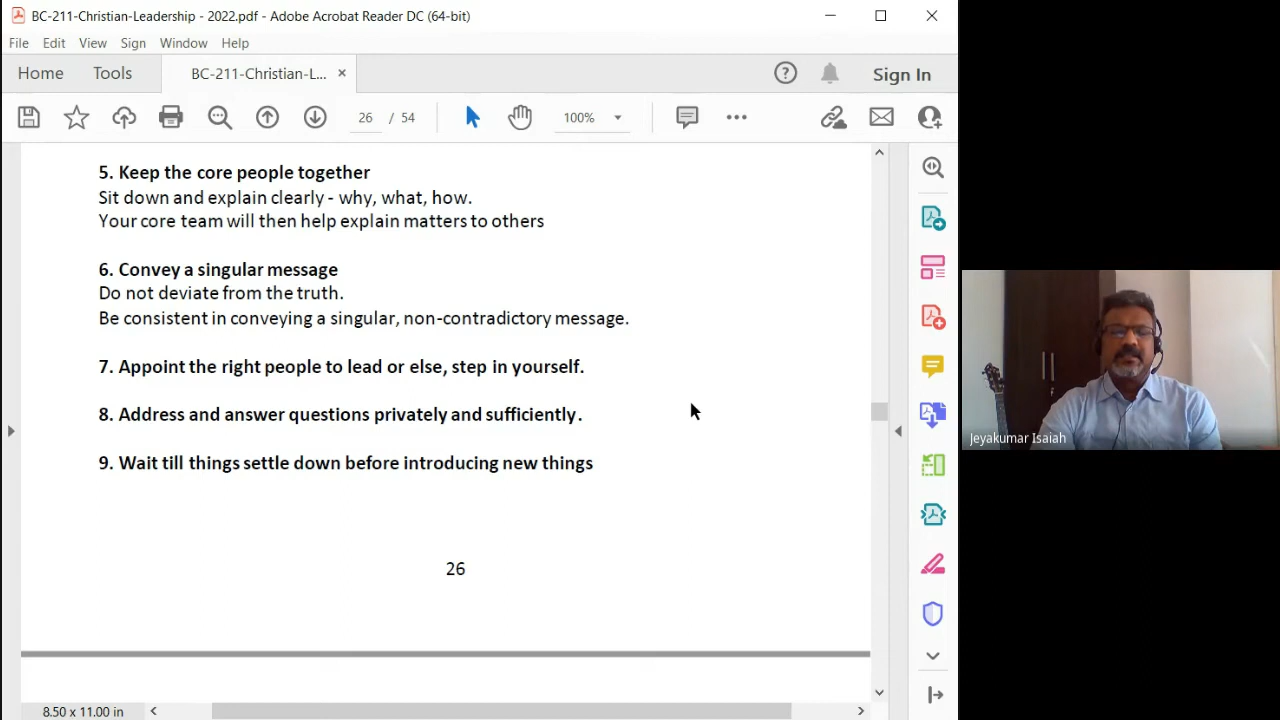 BC-211-Christian-Leadership - 2022.pdf - Adobe Acrobat Reader DC (64-bit)
File Edit View Sign Window Help
Home Tools BC-211-Christian-L... × Sign In
26 / 54 100%
5. Keep the core people together
Sit down and explain clearly - why, what, how.
Your core team will then help explain matters to others
6. Convey a singular message
Do not deviate from the truth.
Be consistent in conveying a singular, non-contradictory message.
7. Appoint the right people to lead or else, step in yourself.
8. Address and answer questions privately and sufficiently.
9. Wait till things settle down before introducing new things
26
8.50 x 11.00 in
Jeyakumar Isaiah